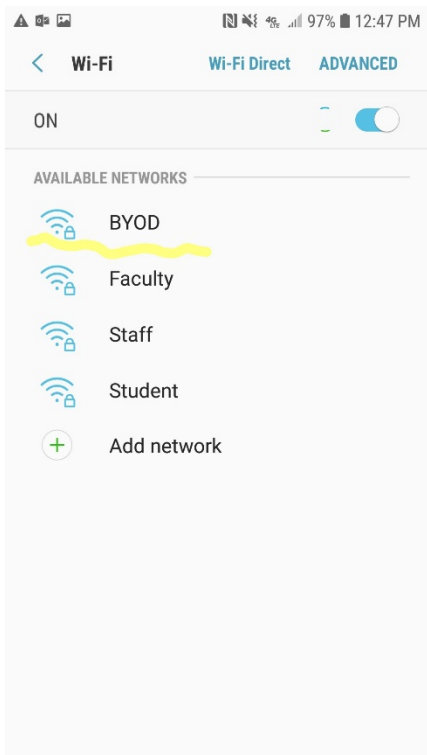 97% 12:47 PM
Wi-Fi Wi-Fi Direct ADVANCED
ON
AVAILABLE NETWORKS
BYOD
Faculty
Staff
Student
Add network